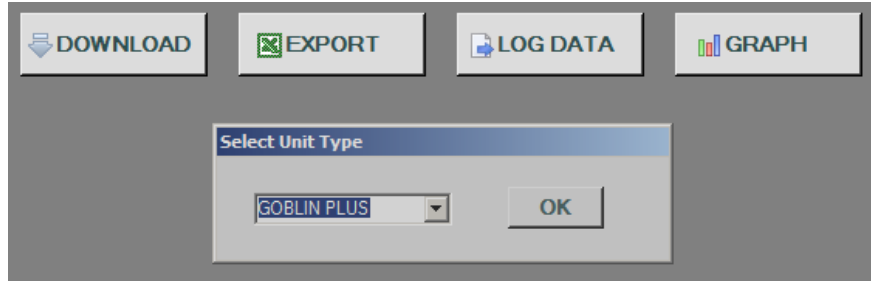 DOWNLOAD EXPORT LOG DATA GRAPH
Select Unit Type
GOBLIN PLUS OK